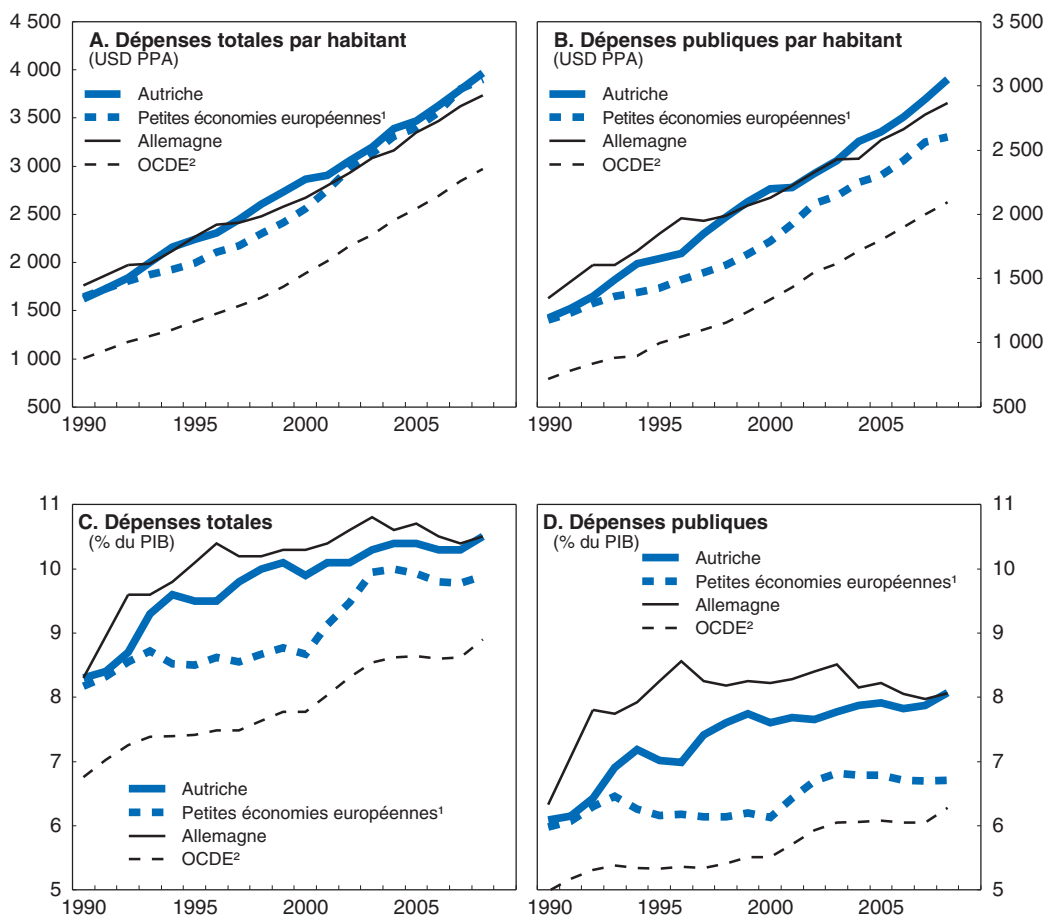 A. Dépenses totales par habitant
(USD PPA)
4 500
4 000
3 500
3 000
2 500
2 000
1 500
1 000
500
Autriche
Petites économies européennes¹
Allemagne
OCDE²
1990 1995 2000 2005
B. Dépenses publiques par habitant
(USD PPA)
3 500
3 000
2 500
2 000
1 500
1 000
500
Autriche
Petites économies européennes¹
Allemagne
OCDE²
1990 1995 2000 2005
C. Dépenses totales
(% du PIB)
11
10
9
8
7
6
5
Autriche
Petites économies européennes¹
Allemagne
OCDE²
1990 1995 2000 2005
D. Dépenses publiques
(% du PIB)
11
10
9
8
7
6
5
Autriche
Petites économies européennes¹
Allemagne
OCDE²
1990 1995 2000 2005